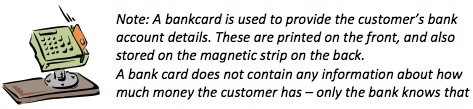 Note: A bankcard is used to provide the customer’s bank
account details. These are printed on the front, and also
stored on the magnetic strip on the back.
A bank card does not contain any information about how
much money the customer has – only the bank knows that